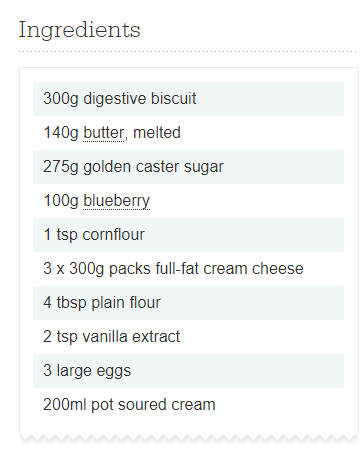 Ingredients
300g digestive biscuit
140g butter, melted
275g golden caster sugar
100g blueberry
1 tsp cornflour
3 x 300g packs full-fat cream cheese
4 tbsp plain flour
2 tsp vanilla extract
3 large eggs
200ml pot soured cream